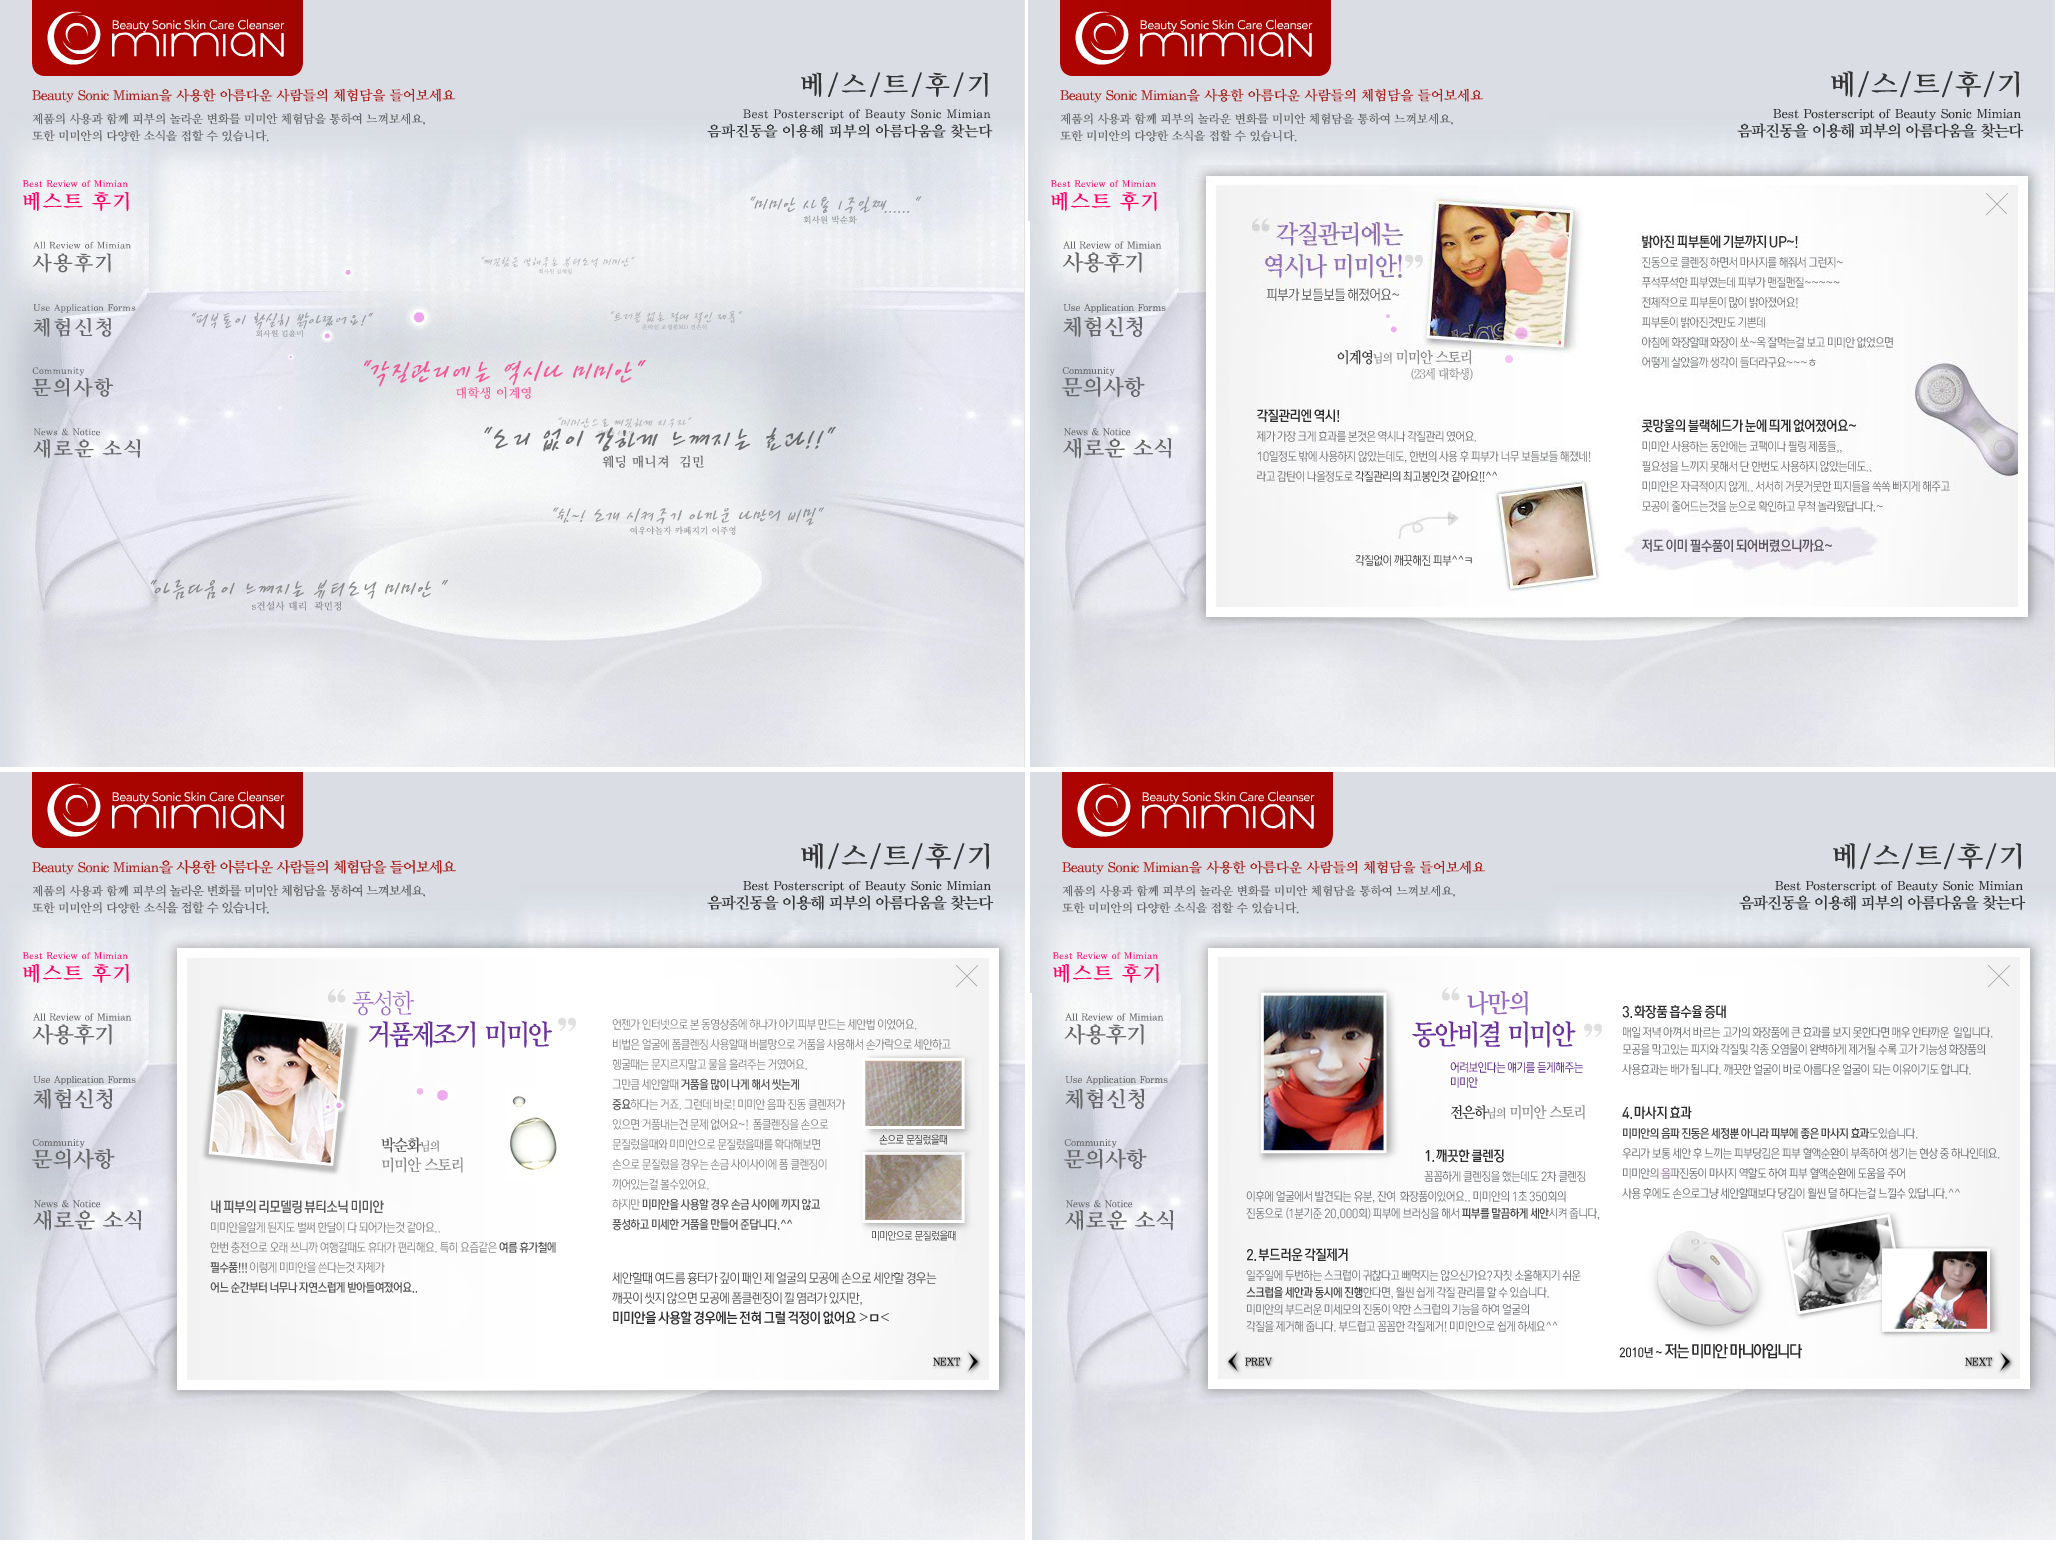 Beauty Sonic Skin Care Cleanser
mimian
Beauty Sonic Mimian을 사용한 아름다운 사람들의 체험담을 들어보세요
제품의 사용과 함께 피부의 놀라운 변화를 미미안 체험담을 통하여 느껴보세요.
또한 미미안의 다양한 소식을 접할 수 있습니다.
베/스/트/후/기
Best Posterscript of Beauty Sonic Mimian
음파진동을 이용해 피부의 아름다움을 찾는다
Best Review of Mimian
베스트 후기
All Review of Mimian
사용후기
Use Application Forms
체험신청
Community
문의사항
News & Notice
새로운 소식
"미미안 사용 1주일째......"
회사원 박순화
"피부톤이 확실히 밝아졌어요!"
회사원 김윤미
"각질관리에는 역시나 미미안"
대학생 이계영
"미미안으로 깨끗하게 지우자"
"소리 없이 강하게 느껴지는 효과!!"
웨딩 매니져 김민
"쉿~! 소개 시켜주기 아까운 나만의 비밀"
여우야놀자 카페지기 이주영
"아름다움이 느껴지는 뷰티소닉 미미안 "
s건설사 대리 곽민정
Beauty Sonic Skin Care Cleanser
mimian
Beauty Sonic Mimian을 사용한 아름다운 사람들의 체험담을 들어보세요
제품의 사용과 함께 피부의 놀라운 변화를 미미안 체험담을 통하여 느껴보세요.
또한 미미안의 다양한 소식을 접할 수 있습니다.
베/스/트/후/기
Best Posterscript of Beauty Sonic Mimian
음파진동을 이용해 피부의 아름다움을 찾는다
Best Review of Mimian
베스트 후기
All Review of Mimian
사용후기
Use Application Forms
체험신청
Community
문의사항
News & Notice
새로운 소식
“ 각질관리에는
역시나 미미안! ”
피부가 보들보들 해졌어요~
이계영님의 미미안 스토리
(23세 대학생)
각질관리엔 역시!
제가 가장 크게 효과를 본것은 역시나 각질관리 였어요.
10일정도 밖에 사용하지 않았는데도, 한번의 사용 후 피부가 너무 보들보들 해졌네!
라고 감탄이 나올정도로 각질관리의 최고봉인것 같아요!!^^
각질없이 깨끗해진 피부^^ㅋ
밝아진 피부톤에 기분까지 UP~!
진동으로 클렌징 하면서 마사지를 해줘서 그런지~
푸석푸석한 피부였는데 피부가 맨질맨질~~~~~
전체적으로 피부톤이 많이 밝아졌어요!
피부톤이 밝아진것만도 기쁜데
아침에 화장할때 화장이 쏘~옥 잘먹는걸 보고 미미안 없었으면
어떻게 살았을까 생각이 들더라구요~~~ㅎ
콧망울의 블랙헤드가 눈에 띄게 없어졌어요~
미미안 사용하는 동안에는 코팩이나 필링 제품들,,
필요성을 느끼지 못해서 단 한번도 사용하지 않았는데도..
미미안은 자극적이지 않게.. 서서히 거뭇거뭇한 피지들을 쏙쏙 빠지게 해주고
모공이 줄어드는것을 눈으로 확인하고 무척 놀라웠답니다.~
저도 이미 필수품이 되어버렸으니까요~
Beauty Sonic Skin Care Cleanser
mimian
Beauty Sonic Mimian을 사용한 아름다운 사람들의 체험담을 들어보세요
제품의 사용과 함께 피부의 놀라운 변화를 미미안 체험담을 통하여 느껴보세요.
또한 미미안의 다양한 소식을 접할 수 있습니다.
베/스/트/후/기
Best Posterscript of Beauty Sonic Mimian
음파진동을 이용해 피부의 아름다움을 찾는다
Best Review of Mimian
베스트 후기
All Review of Mimian
사용후기
Use Application Forms
체험신청
Community
문의사항
News & Notice
새로운 소식
“ 풍성한
거품제조기 미미안 ”
박순화님의
미미안 스토리
내 피부의 리모델링 뷰티소닉 미미안
미미안을알게 된지도 벌써 한달이 다 되어가는것 같아요..
한번 충전으로 오래 쓰니까 여행갈때도 휴대가 편리해요. 특히 요즘같은 여름 휴가철에
필수품!!! 이렇게 미미안을 쓴다는것 자체가
어느 순간부터 너무나 자연스럽게 받아들여졌어요..
언젠가 인터넷으로 본 동영상중에 하나가 아기피부 만드는 세안법 이었어요.
비법은 얼굴에 폼클렌징 사용할때 버블망으로 거품을 사용해서 손가락으로 세안하고
헹굴때는 문지르지말고 물을 흘려주는 거였어요.
그만큼 세안할때 거품을 많이 나게 해서 씻는게
중요하다는 거죠. 그런데 바로! 미미안 음파 진동 클렌저가
있으면 거품내는건 문제 없어요~! 폼클렌징을 손으로
문질렀을때와 미미안으로 문질렀을때를 확대해보면
손으로 문질렀을 경우는 손금 사이사이에 폼 클렌징이
끼어있는걸 볼수있어요.
하지만 미미안을 사용할 경우 손금 사이에 끼지 않고
풍성하고 미세한 거품을 만들어 준답니다.^^
손으로 문질렀을때
미미안으로 문질렀을때
세안할때 여드름 흉터가 깊이 패인 제 얼굴의 모공에 손으로 세안할 경우는
깨끗이 씻지 않으면 모공에 폼클렌징이 낄 염려가 있지만,
미미안을 사용할 경우에는 전혀 그럴 걱정이 없어요 >ㅁ<
NEXT
Beauty Sonic Skin Care Cleanser
mimian
Beauty Sonic Mimian을 사용한 아름다운 사람들의 체험담을 들어보세요
제품의 사용과 함께 피부의 놀라운 변화를 미미안 체험담을 통하여 느껴보세요.
또한 미미안의 다양한 소식을 접할 수 있습니다.
베/스/트/후/기
Best Posterscript of Beauty Sonic Mimian
음파진동을 이용해 피부의 아름다움을 찾는다
Best Review of Mimian
베스트 후기
All Review of Mimian
사용후기
Use Application Forms
체험신청
Community
문의사항
News & Notice
새로운 소식
“ 나만의
동안비결 미미안 ”
어려보인다는 얘기를 듣게해주는
미미안
전은하님의 미미안 스토리
1. 깨끗한 클렌징
꼼꼼하게 클렌징을 했는데도 2차 클렌징
이후에 얼굴에서 발견되는 유분, 잔여 화장품이있어요.. 미미안의 1초 350회의
진동으로 (1분기준 20,000회) 피부에 브러싱을 해서 피부를 말끔하게 세안시켜 줍니다.
2. 부드러운 각질제거
일주일에 두번하는 스크럽이 귀찮다고 빼먹지는 않으신가요? 자칫 소홀해지기 쉬운
스크럽을 세안과 동시에 진행한다면, 훨씬 쉽게 각질 관리를 할 수 있습니다.
미미안의 부드러운 미세모의 진동이 약한 스크럽의 기능을 하여 얼굴의
각질을 제거해 줍니다. 부드럽고 꼼꼼한 각질제거! 미미안으로 쉽게 하세요^^
PREV
3. 화장품 흡수율 증대
매일 저녁 아껴서 바르는 고가의 화장품에 큰 효과를 보지 못한다면 매우 안타까운 일입니다.
모공을 막고있는 피지와 각질및 각종 오염물이 완벽하게 제거될 수록 고가 기능성 화장품의
사용효과는 배가 됩니다. 깨끗한 얼굴이 바로 아름다운 얼굴이 되는 이유이기도 합니다.
4. 마사지 효과
미미안의 음파 진동은 세정뿐 아니라 피부에 좋은 마사지 효과도있습니다.
우리가 보통 세안 후 느끼는 피부당김은 피부 혈액순환이 부족하여 생기는 현상 중 하나인데요.
미미안의 음파진동이 마사지 역할도 하여 피부 혈액순환에 도움을 주어
사용 후에도 손으로그냥 세안할때보다 당김이 훨씬 덜 하다는걸 느낄수 있답니다.^^
2010년 ~ 저는 미미안 마니아입니다
NEXT